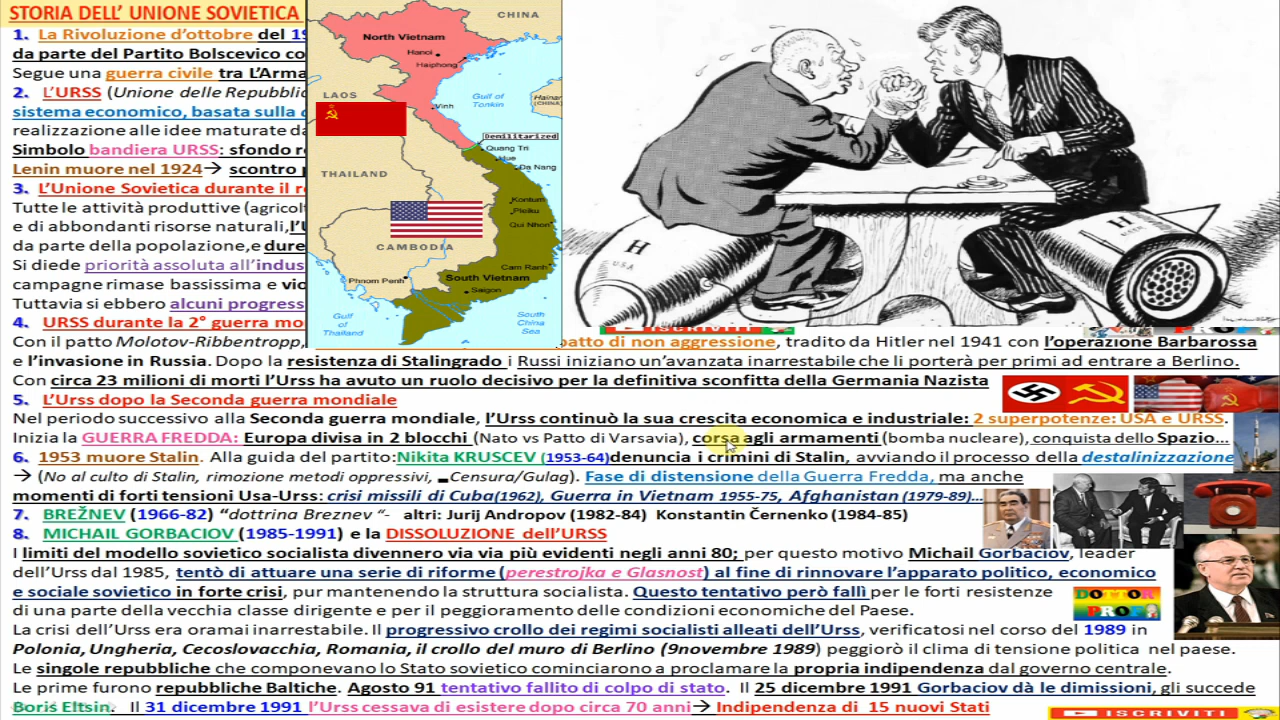 STORIA DELL' UNIONE SOVIETICA
1. La Rivoluzione d'ottobre del 19
da parte del Partito Bolscevico co
Segue una guerra civile tra L'Arma
2. L'URSS (Unione delle Repubblic
sistema economico, basata sulla
realizzazione alle idee maturate da
Simbolo bandiera URSS: sfondo ro
Lenin muore nel 1924→ scontro
3. L'Unione Sovietica durante il re
Tutte le attività produttive (agricolt
e di abbondanti risorse naturali, l'U
da parte della popolazione, e dure
Si diede priorità assoluta all'indus
campagne rimase bassissima e vio
Tuttavia si ebbero alcuni progress
4. URSS durante la 2° guerra mo
CHINA
North Vietnam
Hanoi
Haiphong
LAOS
Gulf of
Tonkin
Hainan
(CHINA)
Vinh
Demilitarized
Quang Tri
Hue
Da Nang
THAILAND
Kontum
Pleiku
Qui Nhon
CAMBODIA
Cam Ranh
Phnom Penh
South Vietnam
Saigon
Gulf
of
Thailand
South
China
Sea
H
USA
H
ISCRIVITI
Con il patto Molotov-Ribbentropp, patto di non aggressione, tradito da Hitler nel 1941 con l'operazione Barbarossa
e l'invasione in Russia. Dopo la resistenza di Stalingrado i Russi iniziano un'avanzata inarrestabile che li porterà per primi ad entrare a Berlino.
Con circa 23 milioni di morti l'Urss ha avuto un ruolo decisivo per la definitiva sconfitta della Germania Nazista
5. L'Urss dopo la Seconda guerra mondiale
Nel periodo successivo alla Seconda guerra mondiale, l'Urss continuò la sua crescita economica e industriale: 2 superpotenze: USA e URSS.
Inizia la GUERRA FREDDA: Europa divisa in 2 blocchi (Nato vs Patto di Varsavia), corsa agli armamenti (bomba nucleare), conquista dello Spazio...
6. 1953 muore Stalin. Alla guida del partito:Nikita KRUSCEV (1953-64)denuncia i crimini di Stalin, avviando il processo della destalinizzazione
→ (No al culto di Stalin, rimozione metodi oppressivi, Censura/Gulag). Fase di distensione della Guerra Fredda, ma anche
momenti di forti tensioni Usa-Urss: crisi missili di Cuba(1962), Guerra in Vietnam 1955-75, Afghanistan (1979-89)...
7. BREŽNEV (1966-82) "dottrina breznev "- altri: Jurij Andropov (1982-84) Konstantin Černenko (1984-85)
8. MICHAIL GORBACIOV (1985-1991) e la DISSOLUZIONE dell'URSS
I limiti del modello sovietico socialista divennero via via più evidenti negli anni 80; per questo motivo Michail Gorbaciov, leader
dell'Urss dal 1985, tentò di attuare una serie di riforme (perestrojka e Glasnost) al fine di rinnovare l'apparato politico, economico
e sociale sovietico in forte crisi, pur mantenendo la struttura socialista. Questo tentativo però fallì per le forti resistenze
di una parte della vecchia classe dirigente e per il peggioramento delle condizioni economiche del Paese.
DOTTOR
PROF
La crisi dell'Urss era oramai inarrestabile. Il progressivo crollo dei regimi socialisti alleati dell'Urss, verificatosi nel corso del 1989 in
Polonia, Ungheria, Cecoslovacchia, Romania, il crollo del muro di Berlino (9novembre 1989) peggiorò il clima di tensione politica nel paese.
Le singole repubbliche che componevano lo Stato sovietico cominciarono a proclamare la propria indipendenza dal governo centrale.
Le prime furono repubbliche Baltiche. Agosto 91 tentativo fallito di colpo di stato. Il 25 dicembre 1991 Gorbaciov dà le dimissioni, gli succede
Boris Eltsin. Il 31 dicembre 1991 l'Urss cessava di esistere dopo circa 70 anni→ Indipendenza di 15 nuovi Stati
ISCRIVITI